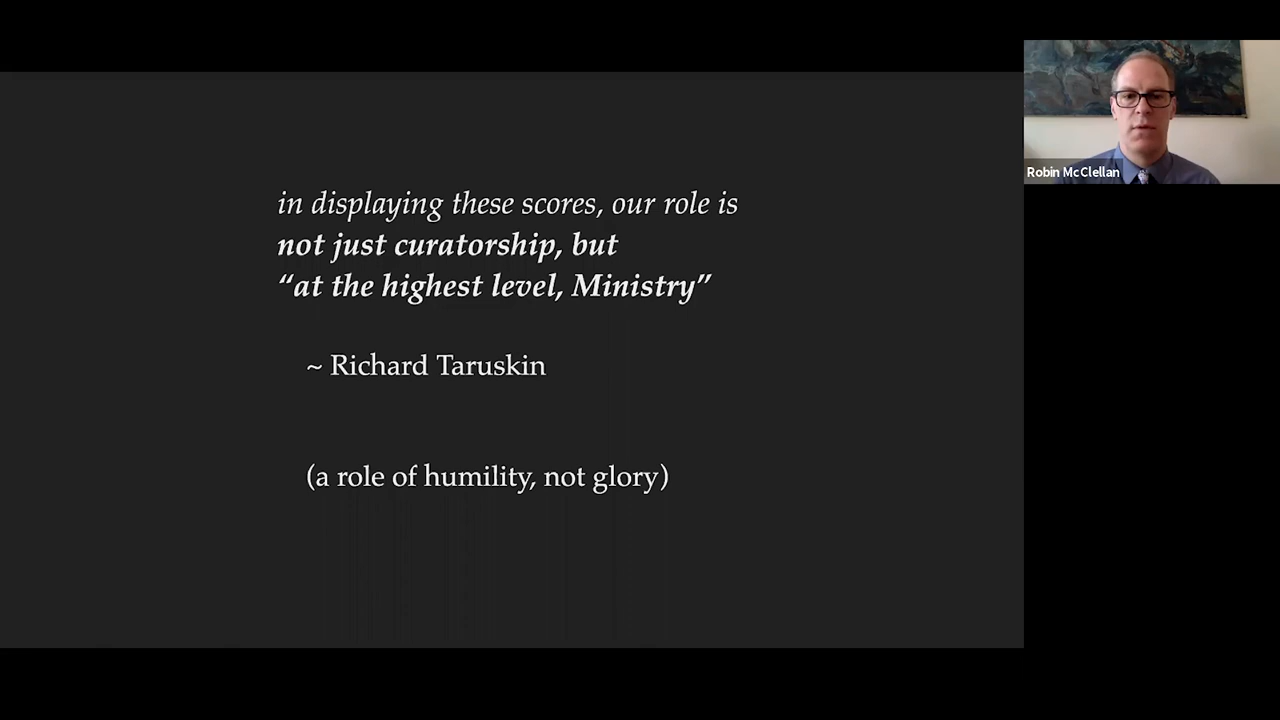 in displaying these scores, our role is
not just curatorship, but
“at the highest level, Ministry”
~ Richard Taruskin
(a role of humility, not glory)
Robin McClellan